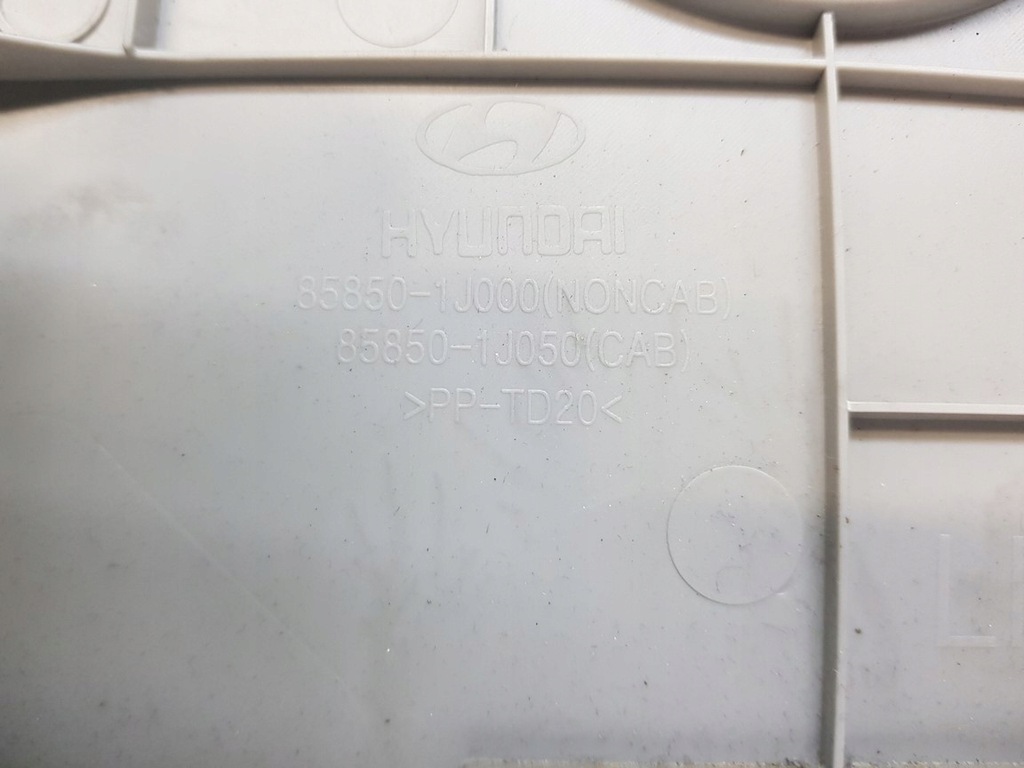 HYUNDAI
85850-1J000(NONCAB)
85850-1J050(CAB)
>PP-TD20<